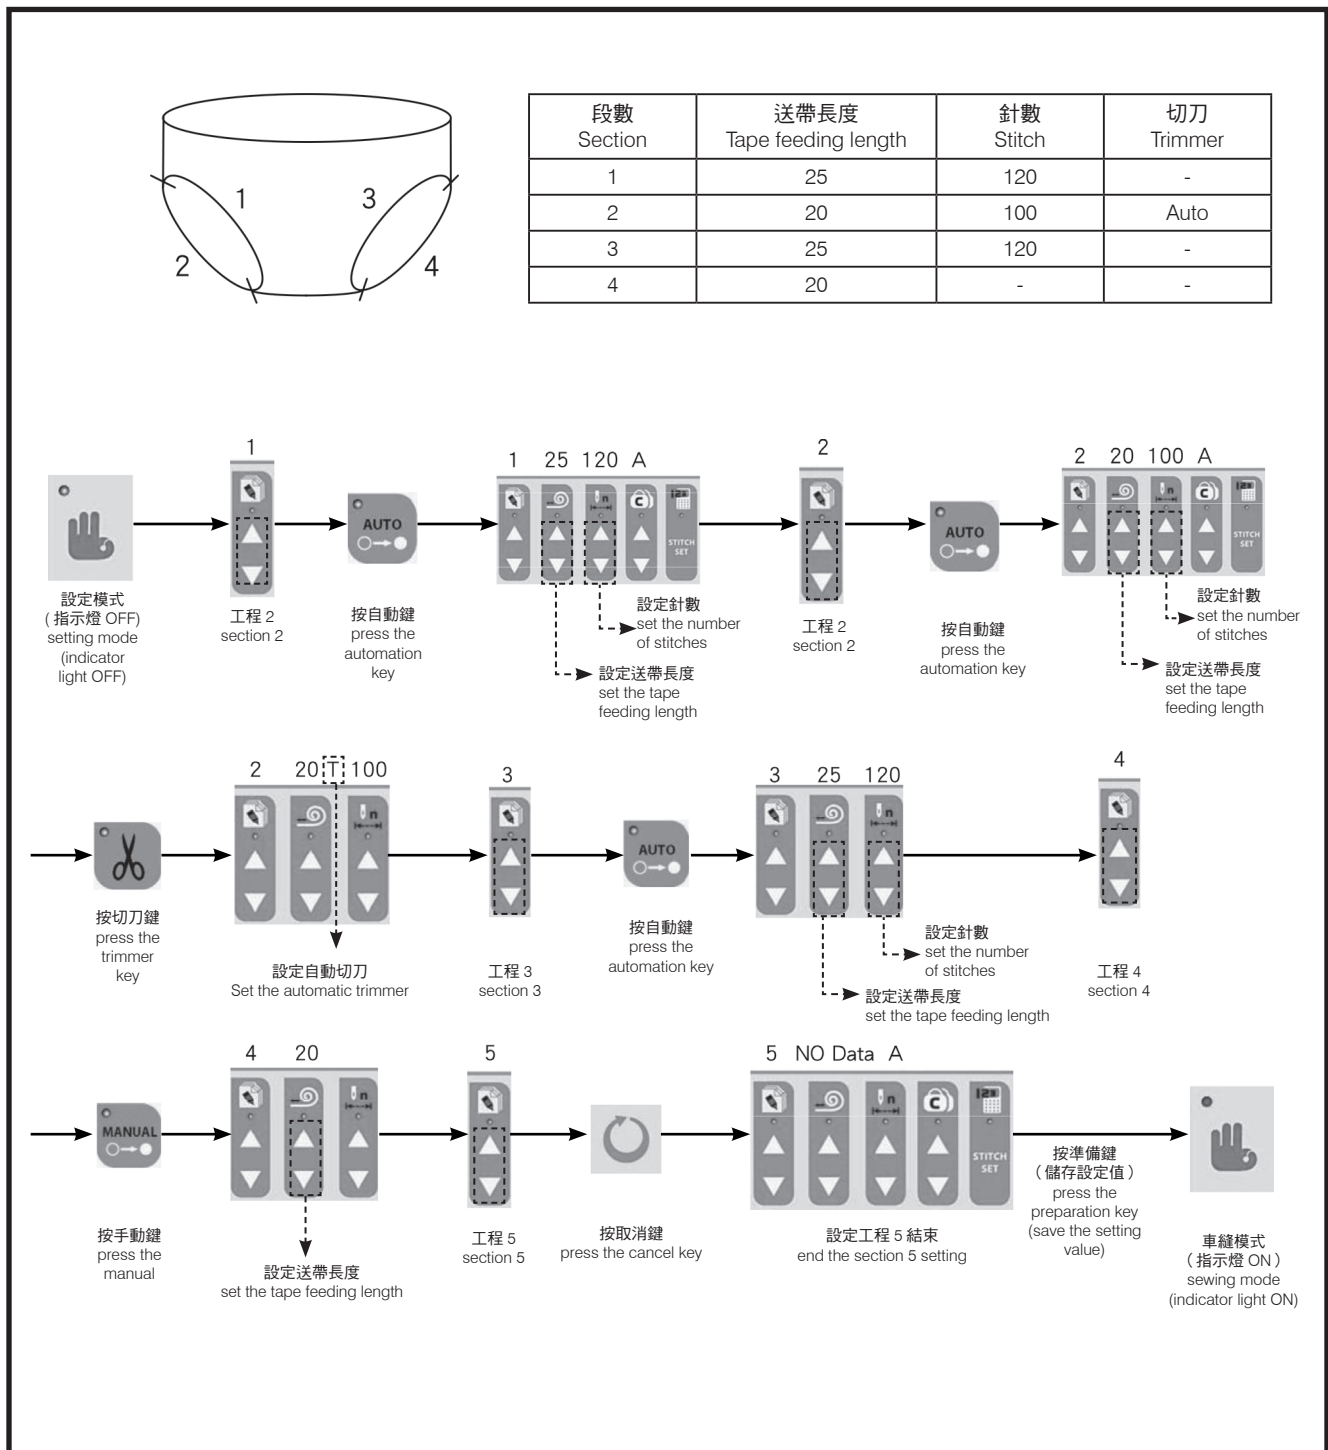 段數 送帶長度 針數 切刀
Section Tape feeding length Stitch Trimmer
1 25 120 -
2 20 100 Auto
3 25 120 -
4 20 - -
1 3
2 4
1
1 25 120 A
2
2 20 100 A
AUTO
n
C
123
STITCH
SET
AUTO
n
C
123
STITCH
SET
設定模式
( 指示燈 OFF)
setting mode
(indicator
light OFF)
工程 2
section 2
按自動鍵
press the
automation
key
設定針數
set the number
of stitches
設定送帶長度
set the tape
feeding length
工程 2
section 2
按自動鍵
press the
automation key
設定針數
set the number
of stitches
設定送帶長度
set the tape
feeding length
2 20 T 100
3
3 25 120
4
n
AUTO
n
按切刀鍵
press the
trimmer
key
設定自動切刀
Set the automatic trimmer
工程 3
section 3
按自動鍵
press the
automation key
設定針數
set the number
of stitches
設定送帶長度
set the tape feeding length
工程 4
section 4
4 20
5
5 NO Data A
MANUAL
n
n
C
123
STITCH
SET
按手動鍵
press the
manual
設定送帶長度
set the tape feeding length
工程 5
section 5
按取消鍵
press the cancel key
設定工程 5 結束
end the section 5 setting
按準備鍵
( 儲存設定值 )
press the
preparation key
(save the setting
value)
車縫模式
( 指示燈 ON )
sewing mode
(indicator light ON)